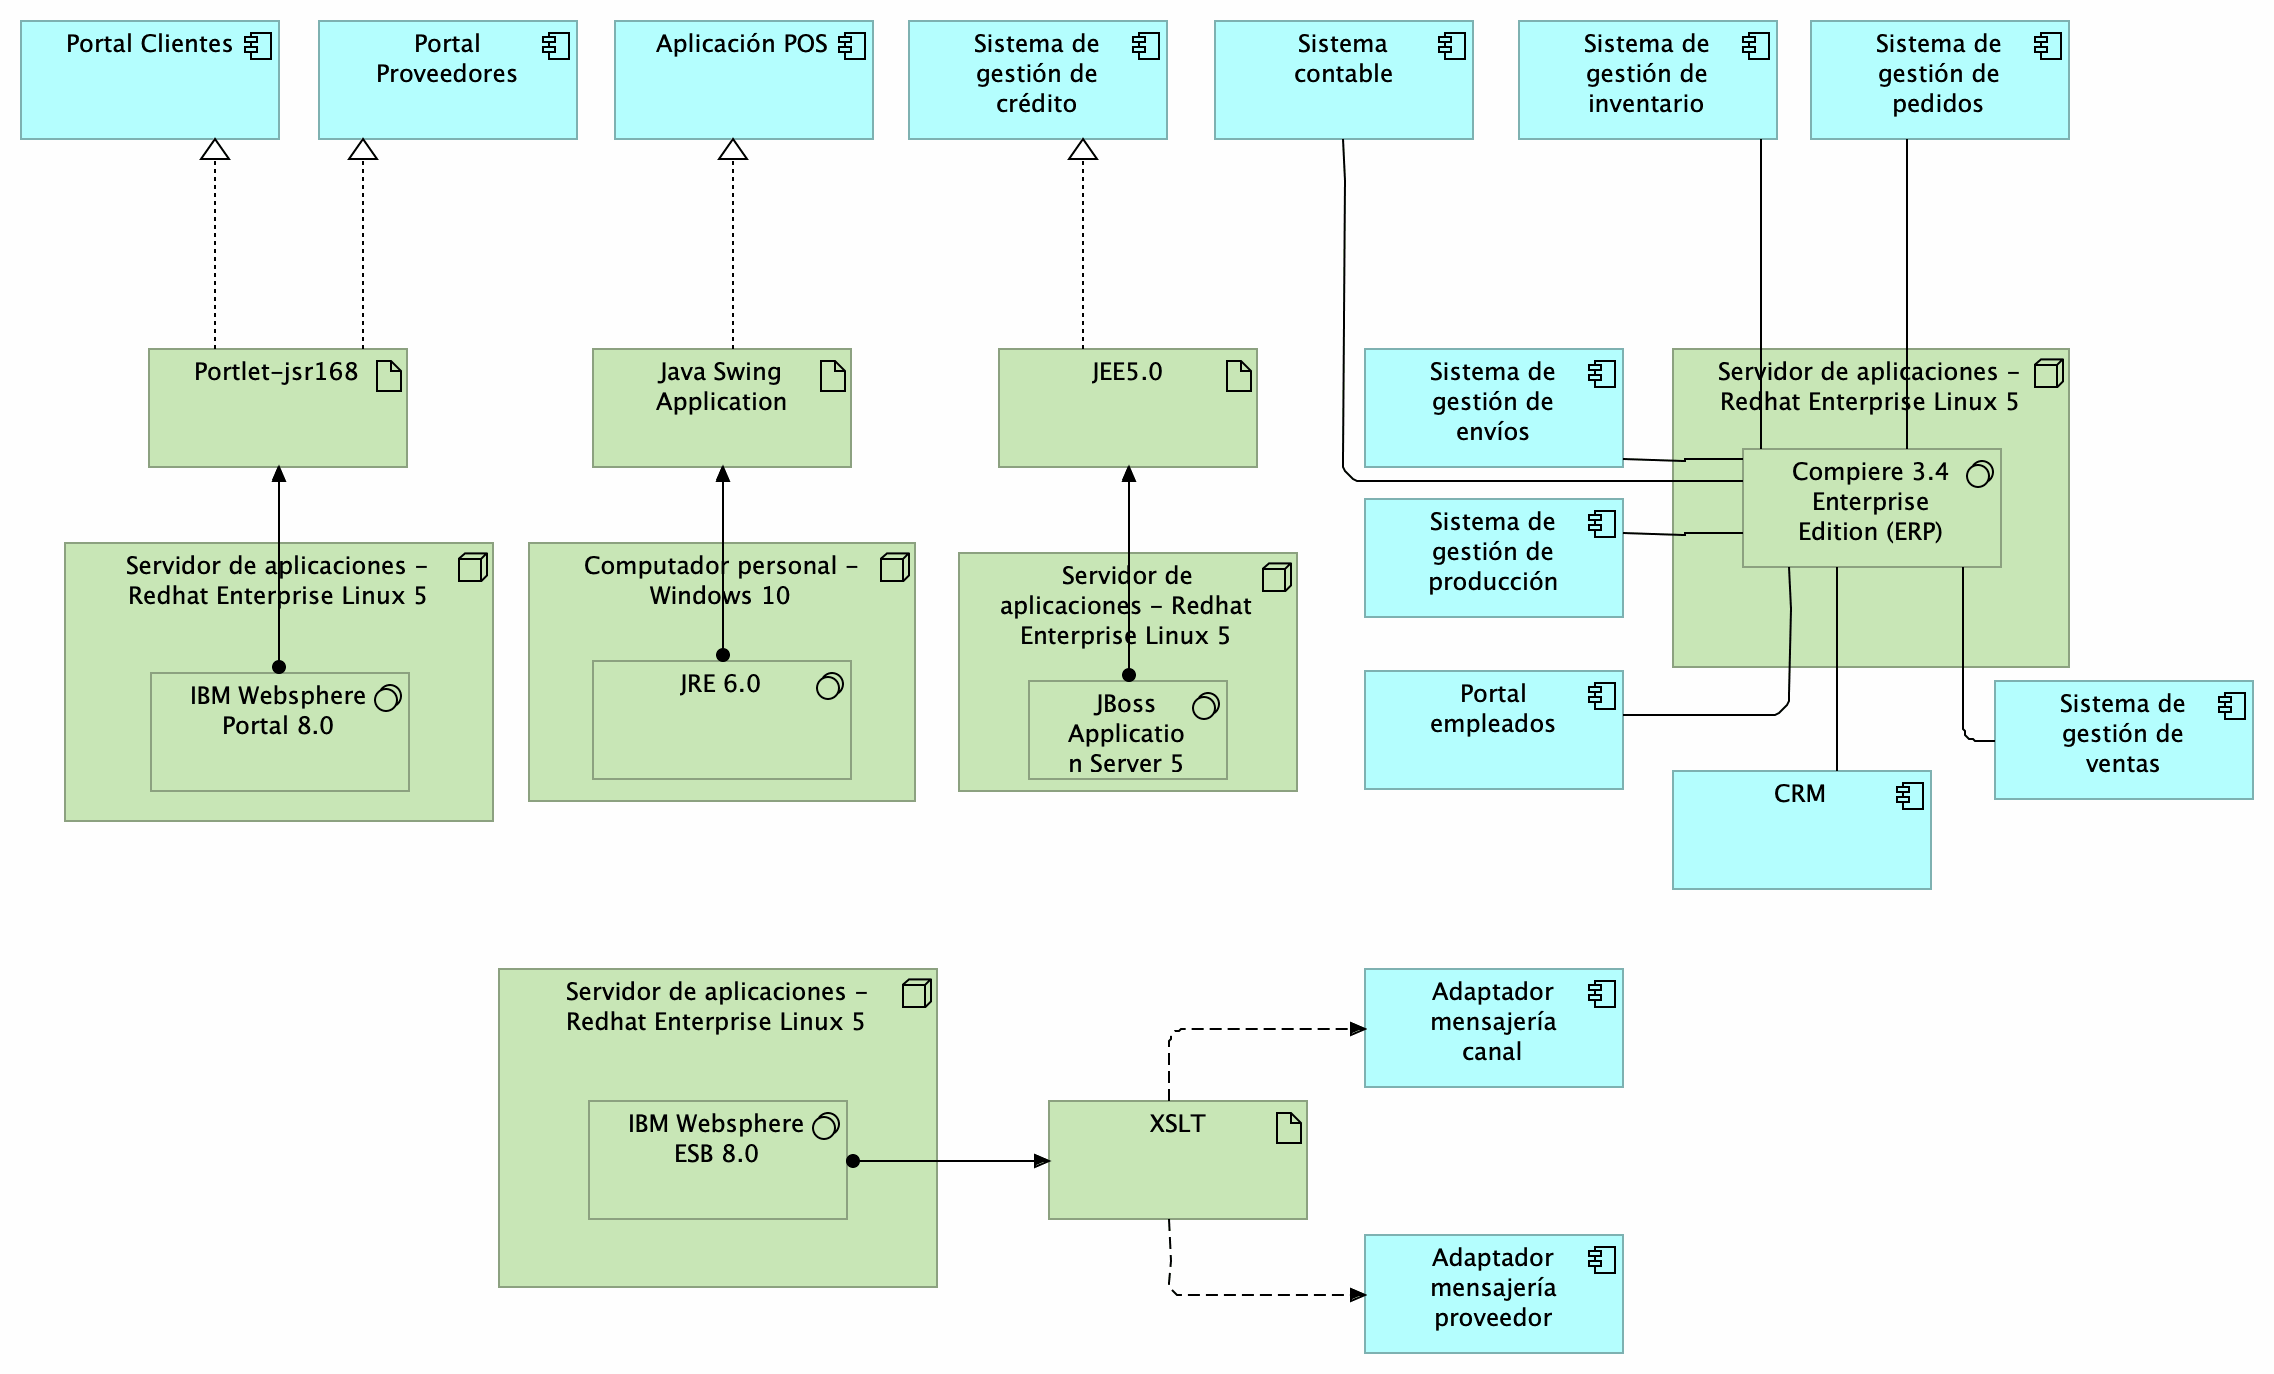 Portal Clientes
Portal
Proveedores
Aplicación POS
Sistema de
gestión de
crédito
Sistema
contable
Sistema de
gestión de
inventario
Sistema de
gestión de
pedidos
Portlet-jsr168
Java Swing
Application
JEE5.0
Sistema de
gestión de
envíos
Servidor de aplicaciones -
Redhat Enterprise Linux 5
Compiere 3.4
Enterprise
Edition (ERP)
Sistema de
gestión de
producción
Servidor de aplicaciones -
Redhat Enterprise Linux 5
IBM Websphere
Portal 8.0
Computador personal -
Windows 10
JRE 6.0
Servidor de
aplicaciones - Redhat
Enterprise Linux 5
JBoss
Applicatio
n Server 5
Portal
empleados
Sistema de
gestión de
ventas
CRM
Servidor de aplicaciones -
Redhat Enterprise Linux 5
IBM Websphere
ESB 8.0
XSLT
Adaptador
mensajería
canal
Adaptador
mensajería
proveedor